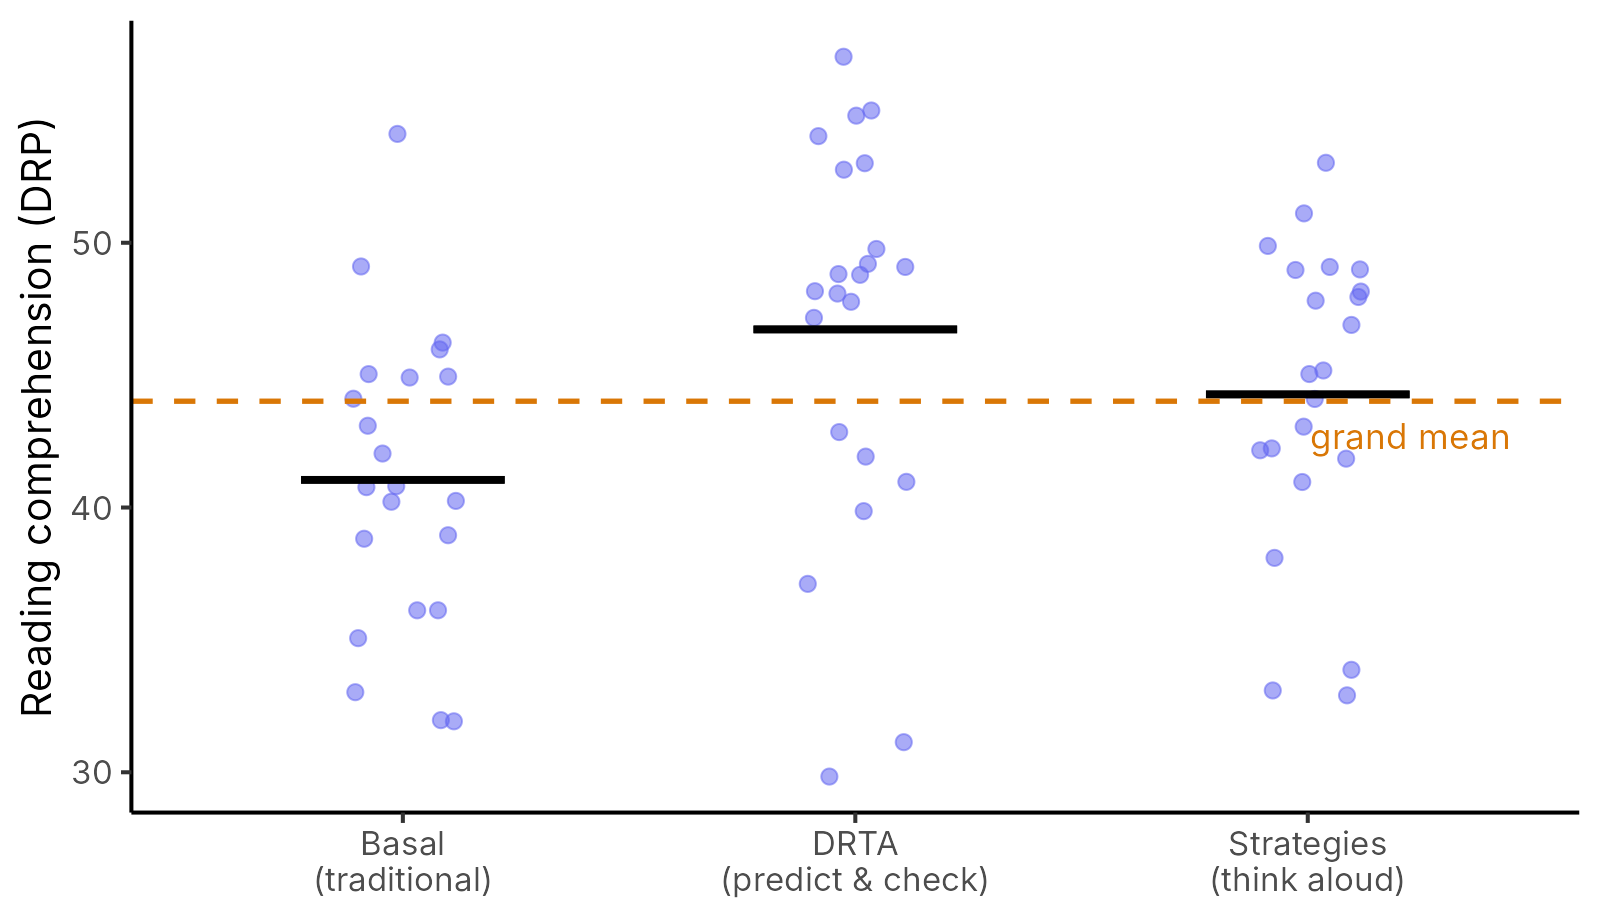 Reading comprehension (DRP)
50
40
30
grand mean
Basal
(traditional)
DRTA
(predict & check)
Strategies
(think aloud)